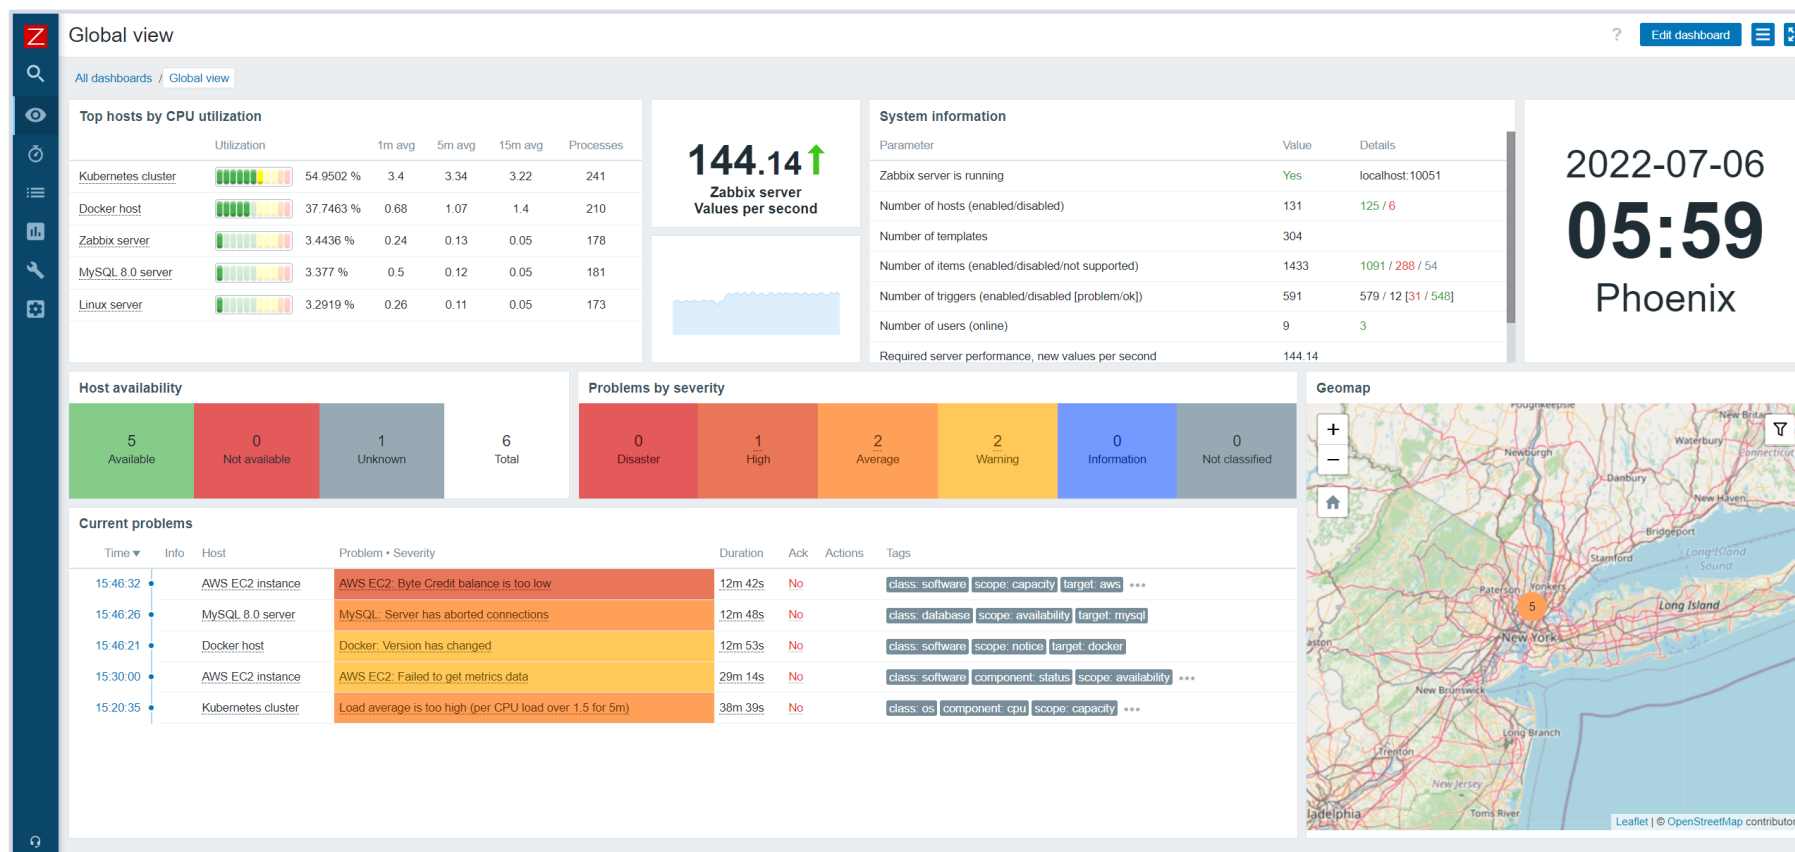 Z
Global view
? Edit dashboard
All dashboards / Global view
Top hosts by CPU utilization
Utilization 1m avg 5m avg 15m avg Processes
Kubernetes cluster 54.9502 % 3.4 3.34 3.22 241
Docker host 37.7463 % 0.68 1.07 1.4 210
Zabbix server 3.4436 % 0.24 0.13 0.05 178
MySQL 8.0 server 3.377 % 0.5 0.12 0.05 181
Linux server 3.2919 % 0.26 0.11 0.05 173
144.14
Zabbix server
Values per second
System information
Parameter Value Details
Zabbix server is running Yes localhost:10051
Number of hosts (enabled/disabled) 131 125 / 6
Number of templates 304
Number of items (enabled/disabled/not supported) 1433 1091 / 288 / 54
Number of triggers (enabled/disabled [problem/ok]) 591 579 / 12 [31 / 548]
Number of users (online) 9 3
Required server performance, new values per second 144.14
2022-07-06
05:59
Phoenix
Host availability
5 0 1 6
Available Not available Unknown Total
Problems by severity
0 1 2 2 0 0
Disaster High Average Warning Information Not classified
Current problems
Time Info Host Problem • Severity Duration Ack Actions Tags
15:46:32 AWS EC2 instance AWS EC2: Byte Credit balance is too low 12m 42s No class: software scope: capacity target: aws •••
15:46:26 MySQL 8.0 server MySQL: Server has aborted connections 12m 48s No class: database scope: availability target: mysql
15:46:21 Docker host Docker: Version has changed 12m 53s No class: software scope: notice target: docker
15:30:00 AWS EC2 instance AWS EC2: Failed to get metrics data 29m 14s No class: software component: status scope: availability •••
15:20:35 Kubernetes cluster Load average is too high (per CPU load over 1.5 for 5m) 38m 39s No class: os component: cpu scope: capacity •••
Geomap
+
−
Poughkeepsie
New Britai
Waterbury
Connecticut
Newburgh
Danbury
New Haven
Bridgeport
Stamford
Long Island
Sound
Paterson
Yonkers
5
Long Island
New York
aston
New Brunswick
Long Branch
Trenton
New Jersey
ladelphia
Toms River
Leaflet | © OpenStreetMap contributor